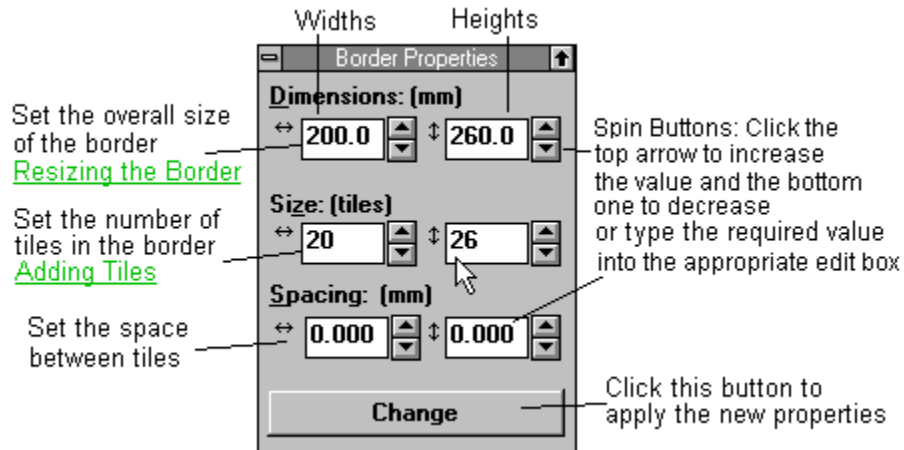 Widths Heights
Border Properties
Dimensions: (mm)
200.0 260.0
Set the overall size
of the border
Resizing the Border
Spin Buttons: Click the
top arrow to increase
the value and the bottom
one to decrease
or type the required value
into the appropriate edit box
Size: (tiles)
20 26
Set the number of
tiles in the border
Adding Tiles
Spacing: (mm)
0.000 0.000
Set the space
between tiles
Change
Click this button to
apply the new properties